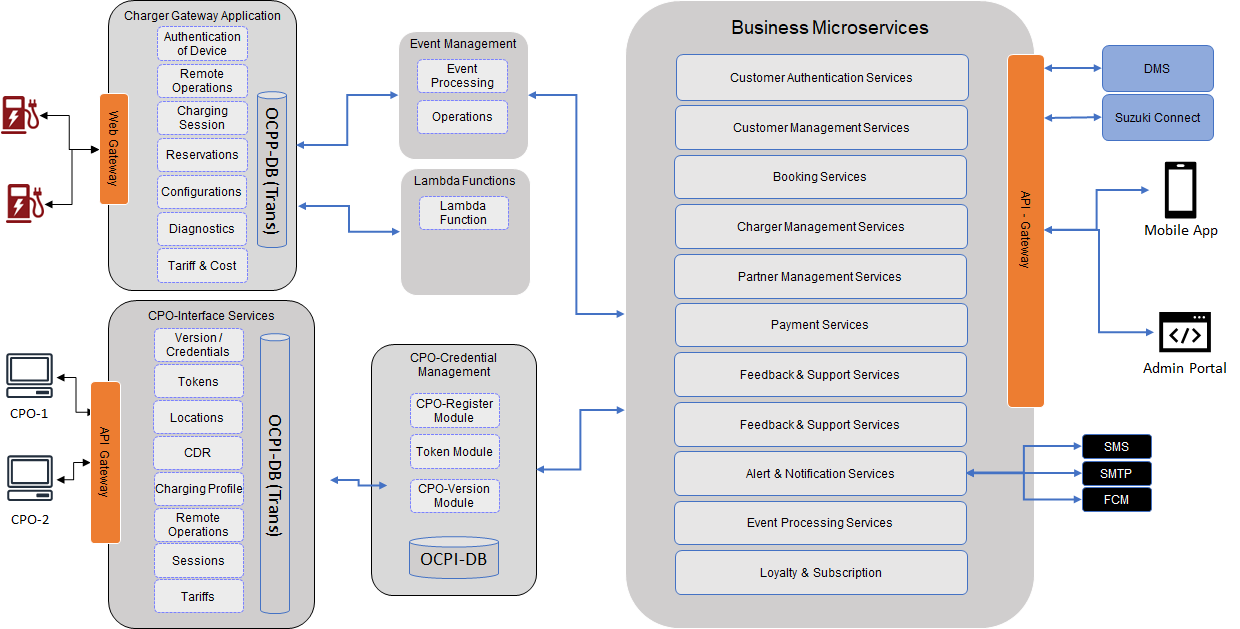 Charger Gateway Application
Authentication
of Device
Remote
Operations
Charging
Session
Reservations
Configurations
Diagnostics
Tariff & Cost
Web Gateway
OCPP-DB (Trans)
Event Management
Event
Processing
Operations
Lambda Functions
Lambda
Function
CPO-Interface Services
Version /
Credentials
Tokens
Locations
CDR
Charging Profile
Remote
Operations
Sessions
Tariffs
API Gateway
OCPI-DB (Trans)
CPO-1
CPO-2
CPO-Credential
Management
CPO-Register
Module
Token Module
CPO-Version
Module
OCPI-DB
Business Microservices
Customer Authentication Services
Customer Management Services
Booking Services
Charger Management Services
Partner Management Services
Payment Services
Feedback & Support Services
Feedback & Support Services
Alert & Notification Services
Event Processing Services
Loyalty & Subscription
API - Gateway
DMS
Suzuki Connect
Mobile App
Admin Portal
SMS
SMTP
FCM